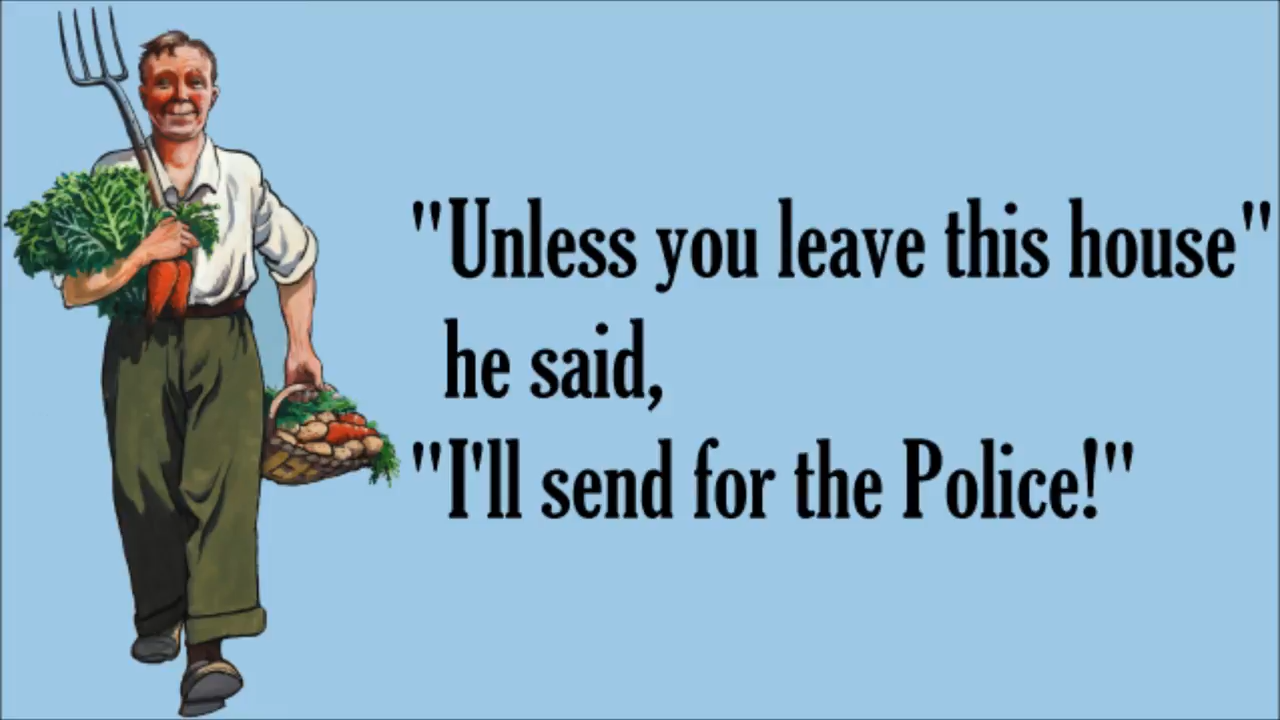 "Unless you leave this house"
he said,
"I'll send for the Police!"